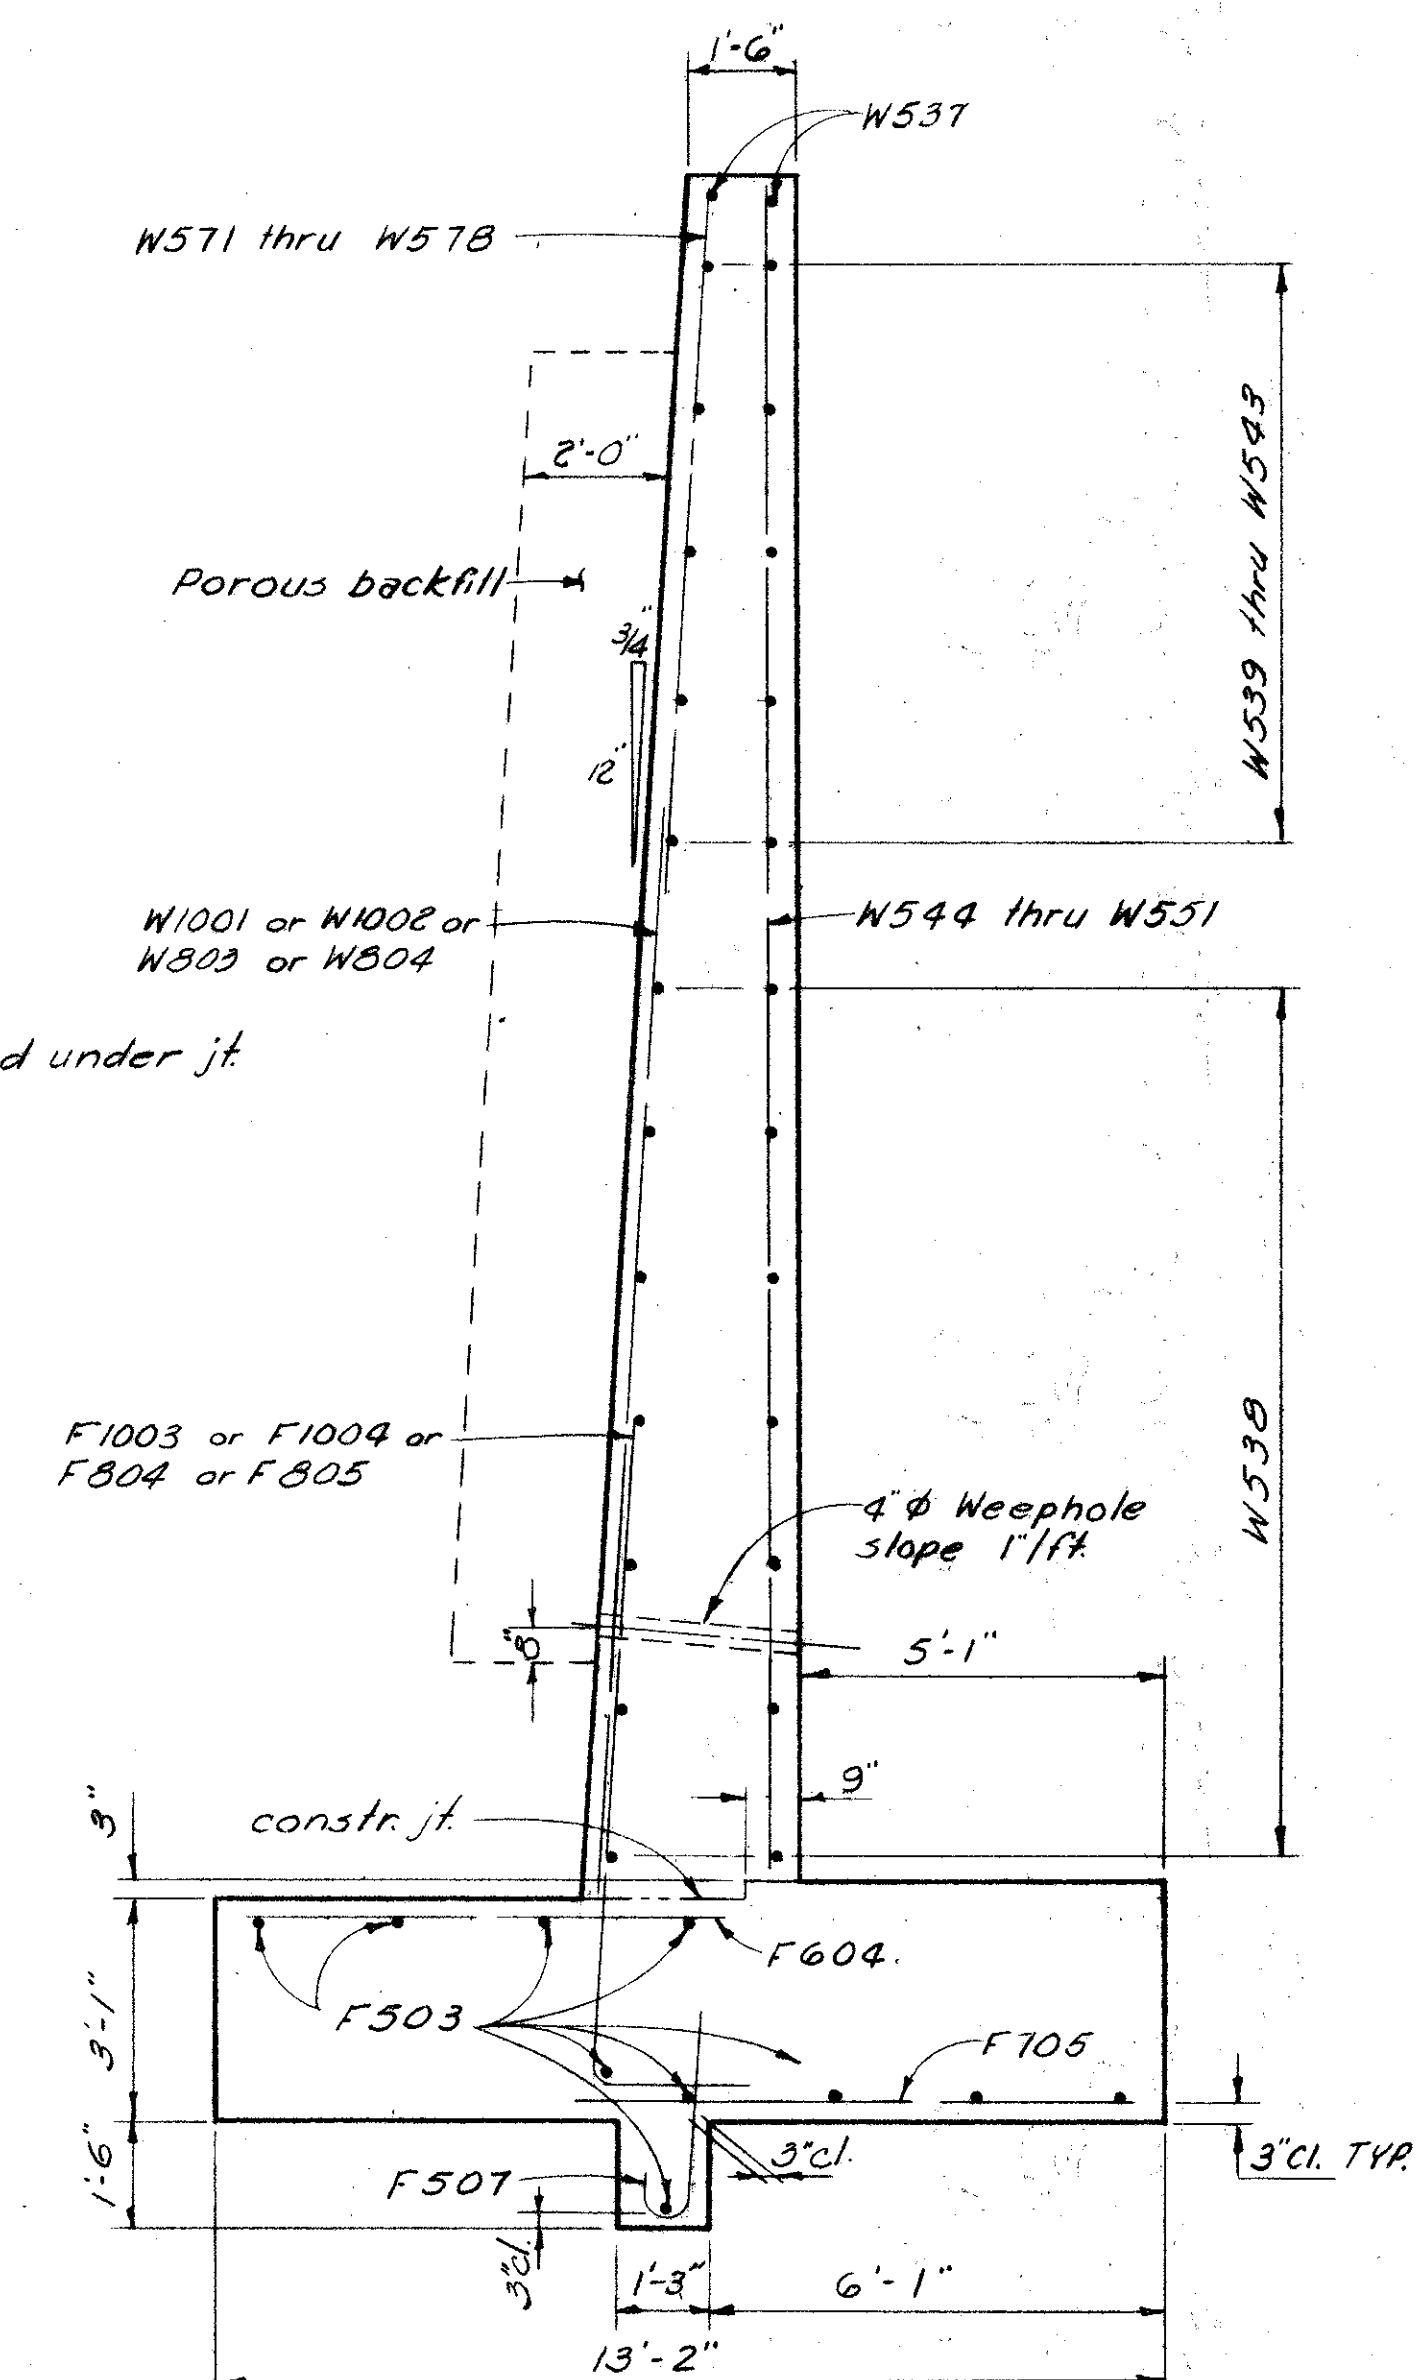 1'-6"
W537
W571 thru W578
2'-0"
W539 thru W543
Porous backfill
3/4"
12"
W1001 or W1002 or
W803 or W804
W544 thru W551
d under jt.
F1003 or F1004 or
F804 or F805
W538
4"φ Weephole
slope 1"/ft.
8"
5'-1"
9"
3"
constr. jt.
F604.
3'-1"
F503
F705
1'-6"
3"cl.
3"Cl. TYP.
F507
3"cl.
1'-3"
6'-1"
13'-2"